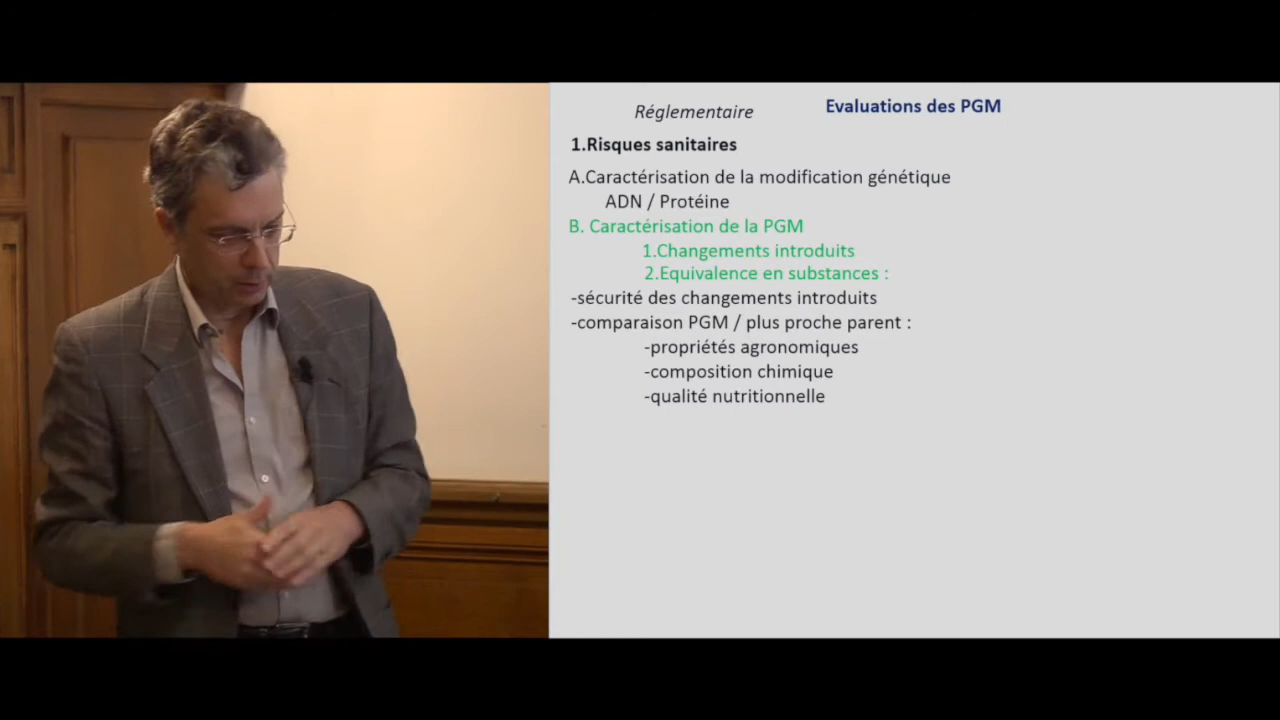 Réglementaire
Evaluations des PGM
1.Risques sanitaires
A.Caractérisation de la modification génétique
ADN / Protéine
B. Caractérisation de la PGM
1.Changements introduits
2.Equivalence en substances :
-sécurité des changements introduits
-comparaison PGM / plus proche parent :
-propriétés agronomiques
-composition chimique
-qualité nutritionnelle